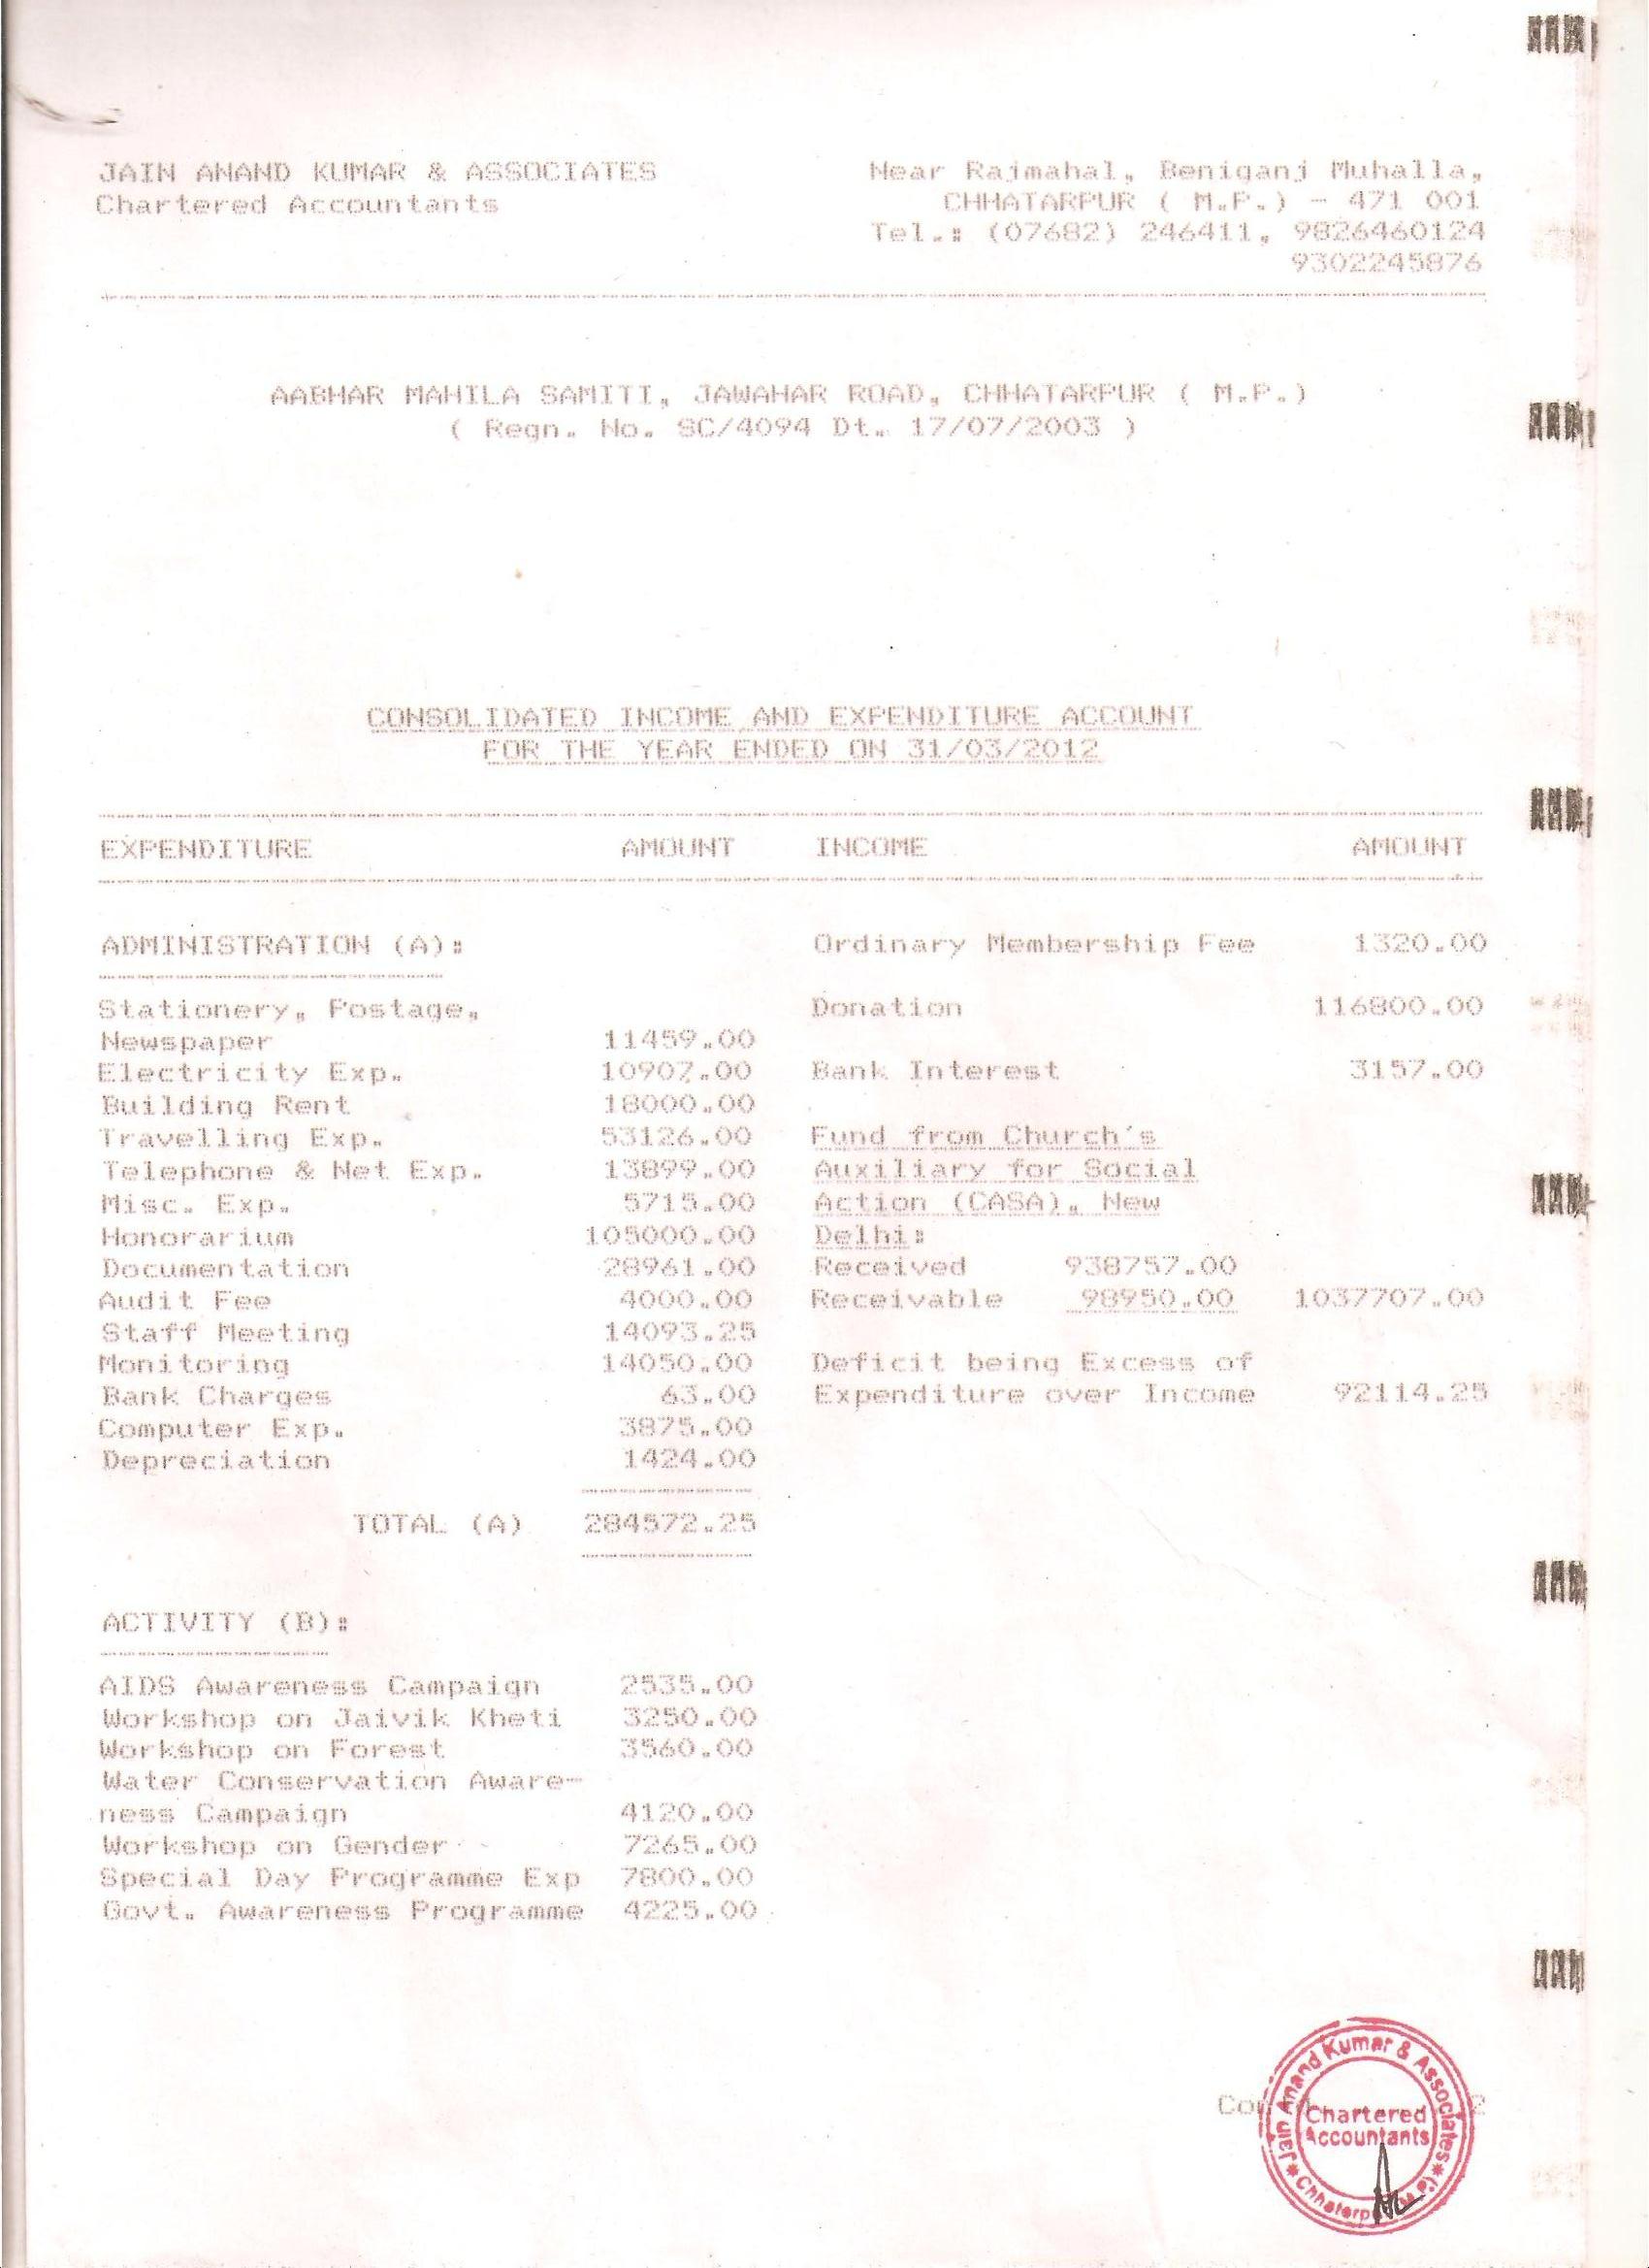 JAIN ANAND KUMAR & ASSOCIATES Near Rajmahal, Beniganj Muhalla,
Chartered Accountants CHHATARPUR ( M.P.) - 471 001
Tel.: (07682) 246411, 9826460124
9302245876
AABHAR MAHILA SAMITI, JAWAHAR ROAD, CHHATARPUR ( M.P.)
( Regn. No. SC/4094 Dt. 17/07/2003 )
CONSOLIDATED INCOME AND EXPENDITURE ACCOUNT
FOR THE YEAR ENDED ON 31/03/2012
EXPENDITURE AMOUNT INCOME AMOUNT
ADMINISTRATION (A): Ordinary Membership Fee 1320.00
Stationery, Postage, Donation 116800.00
Newspaper 11459.00
Electricity Exp. 10907.00 Bank Interest 3157.00
Building Rent 18000.00
Travelling Exp. 53126.00 Fund from Church's
Telephone & Net Exp. 13899.00 Auxiliary for Social
Misc. Exp. 5715.00 Action (CASA), New
Honorarium 105000.00 Delhi:
Documentation 28961.00 Received 938757.00
Audit Fee 4000.00 Receivable 98950.00 1037707.00
Staff Meeting 14093.25
Monitoring 14050.00 Deficit being Excess of
Bank Charges 63.00 Expenditure over Income 92114.25
Computer Exp. 3875.00
Depreciation 1424.00
TOTAL (A) 284572.25
ACTIVITY (B):
AIDS Awareness Campaign 2535.00
Workshop on Jaivik Kheti 3250.00
Workshop on Forest 3560.00
Water Conservation Aware-
ness Campaign 4120.00
Workshop on Gender 7265.00
Special Day Programme Exp 7800.00
Govt. Awareness Programme 4225.00
Jain Anand Kumar & Associates
Chartered
Accountants